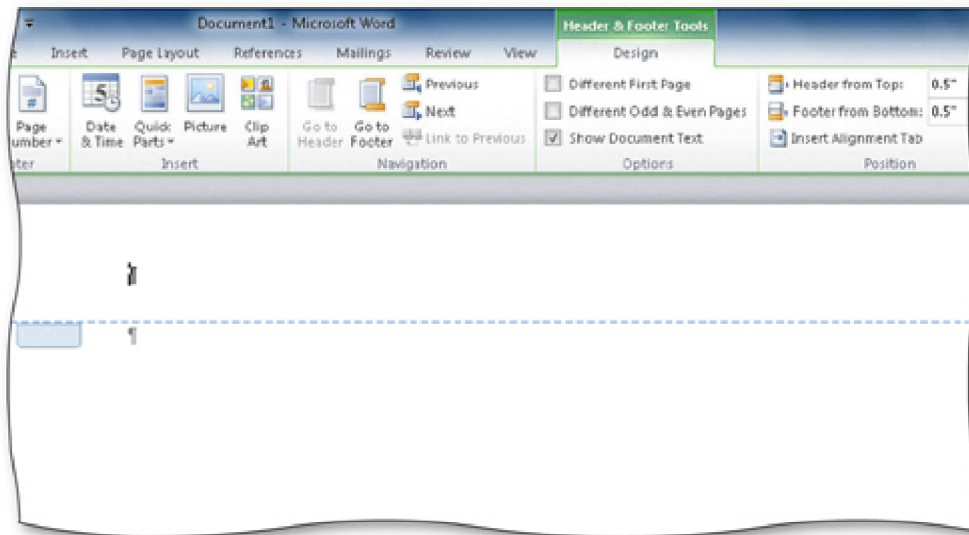 Document1 - Microsoft Word
Header & Footer Tools
Insert Page Layout References Mailings Review View Design
Page
umber
Date
& Time
Quick
Parts
Picture
Clip
Art
Insert
Go to
Header
Go to
Footer
Previous
Next
Link to Previous
Navigation
Different First Page
Different Odd & Even Pages
Show Document Text
Options
Header from Top: 0.5"
Footer from Bottom: 0.5"
Insert Alignment Tab
Position
¶
¶